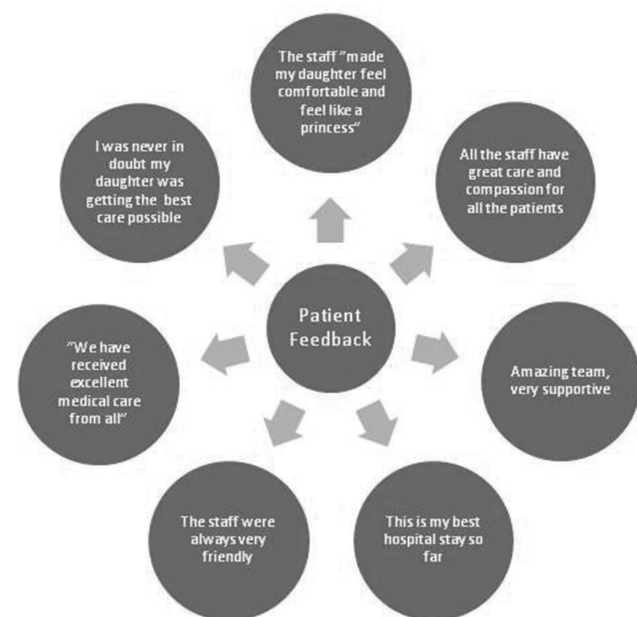 The staff "made
my daughter feel
comfortable and
feel like a
princess"
All the staff have
great care and
compassion for
all the patients
Amazing team,
very supportive
This is my best
hospital stay so
far
The staff were
always very
friendly
"We have
received
excellent
medical care
from all"
I was never in
doubt my
daughter was
getting the best
care possible
Patient
Feedback